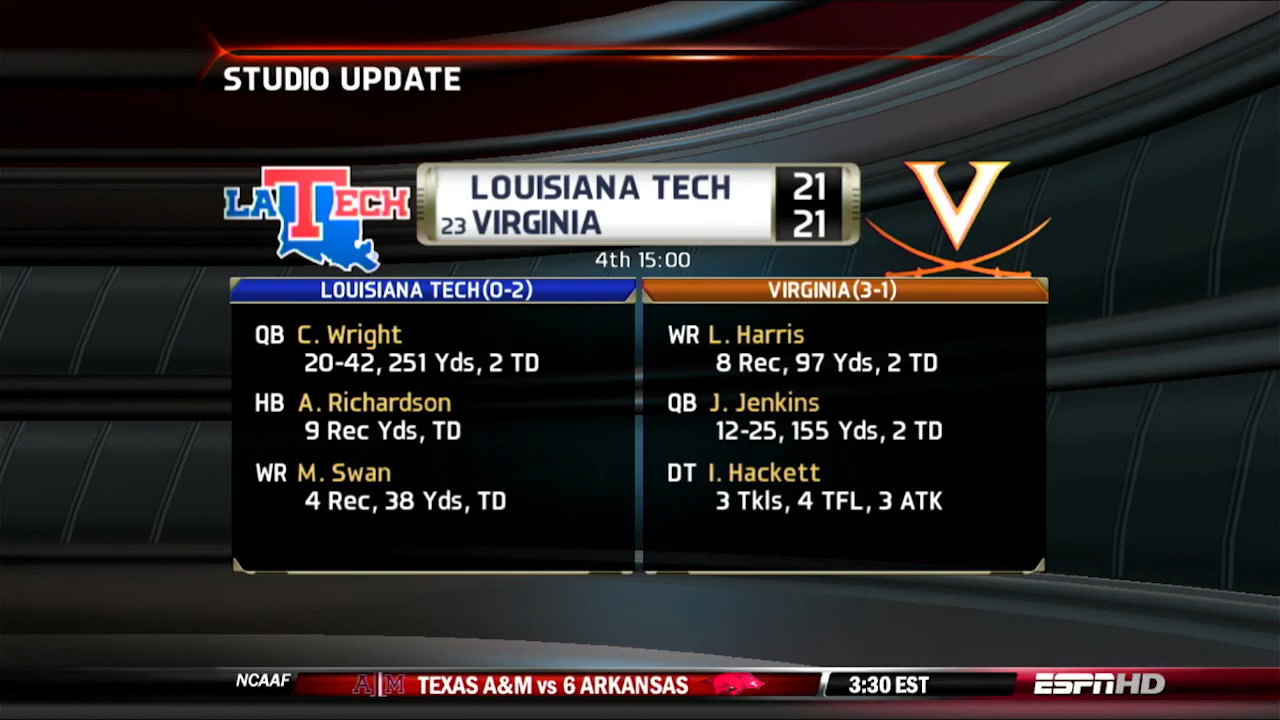 STUDIO UPDATE
LA TECH
LOUISIANA TECH 21
23 VIRGINIA 21
V
4th 15:00
LOUISIANA TECH(0-2)
QB C. Wright
20-42, 251 Yds, 2 TD
HB A. Richardson
9 Rec Yds, TD
WR M. Swan
4 Rec, 38 Yds, TD
VIRGINIA(3-1)
WR L. Harris
8 Rec, 97 Yds, 2 TD
QB J. Jenkins
12-25, 155 Yds, 2 TD
DT I. Hackett
3 Tkls, 4 TFL, 3 ATK
NCAAF A|M TEXAS A&M vs 6 ARKANSAS 3:30 EST ESPNHD